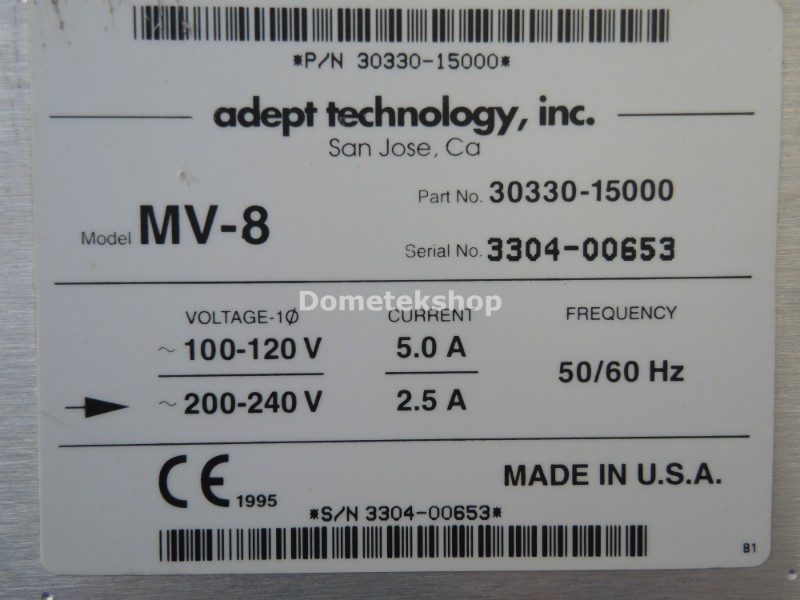 *P/N 30330-15000*
adept technology, inc.
San Jose, Ca
Part No. 30330-15000
Model MV-8
Serial No. 3304-00653
Dometekshop
VOLTAGE-1Ø CURRENT FREQUENCY
~ 100-120 V 5.0 A
50/60 Hz
~ 200-240 V 2.5 A
CE 1995 MADE IN U.S.A.
*S/N 3304-00653*
B1